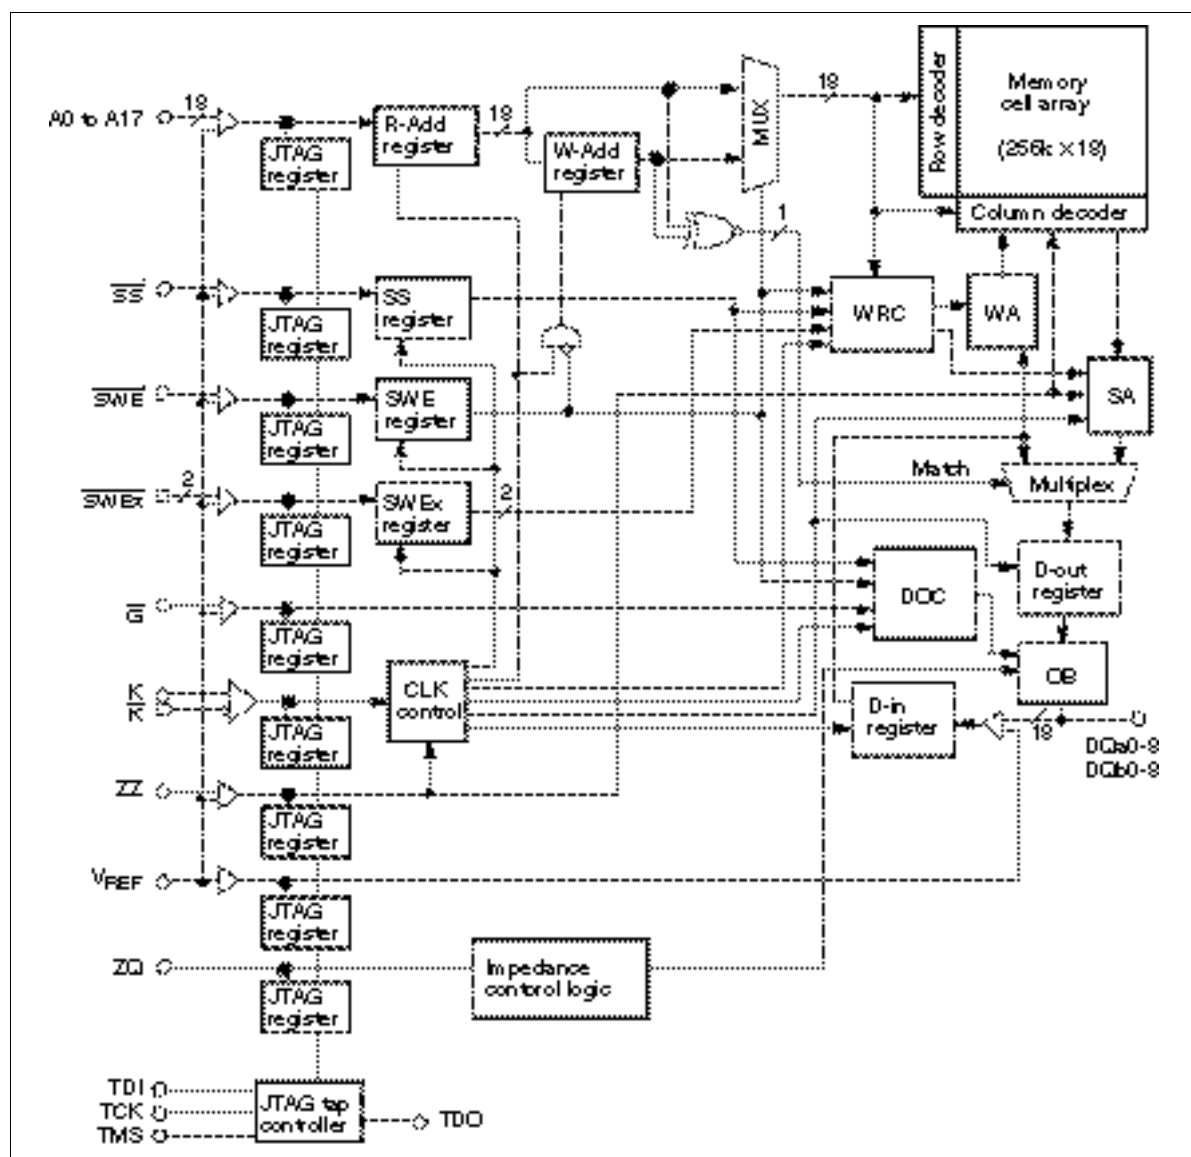 A0 to A17
18
JTAG
register
R-Add
register
18
W-Add
register
MUX
18
Row decoder
Memory
cell array
(256k × 18)
Column decoder
1
SS
JTAG
register
SS
register
WRC
WA
SA
SWE
JTAG
register
SWE
register
SWEx
2
JTAG
register
SWEx
register
2
Match
Multiplex
G
JTAG
register
DOC
D-out
register
K
K
JTAG
register
CLK
control
OB
D-in
register
18
DQa0-8
DQb0-8
ZZ
JTAG
register
VREF
JTAG
register
ZQ
JTAG
register
Impedance
control logic
TDI
TCK
TMS
JTAG tap
controller
TDO